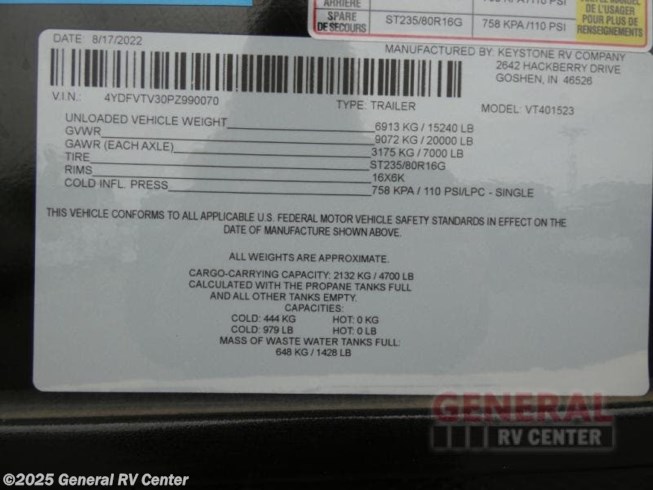 ARRIÈRE
SPARE
DE SECOURS
ST235/80R16G
758 KPA /110 PSI
MANUEL
DE L'USAGER
POUR PLUS DE
RENSEIGNEMENTS
DATE: 8/17/2022
MANUFACTURED BY: KEYSTONE RV COMPANY
2642 HACKBERRY DRIVE
GOSHEN, IN 46526
V.I.N.: 4YDFVTV30PZ990070
TYPE: TRAILER
MODEL: VT401523
UNLOADED VEHICLE WEIGHT 6913 KG / 15240 LB
GVWR 9072 KG / 20000 LB
GAWR (EACH AXLE) 3175 KG / 7000 LB
TIRE ST235/80R16G
RIMS 16X6K
COLD INFL. PRESS 758 KPA / 110 PSI/LPC - SINGLE
THIS VEHICLE CONFORMS TO ALL APPLICABLE U.S. FEDERAL MOTOR VEHICLE SAFETY STANDARDS IN EFFECT ON THE
DATE OF MANUFACTURE SHOWN ABOVE.
ALL WEIGHTS ARE APPROXIMATE.
CARGO-CARRYING CAPACITY: 2132 KG / 4700 LB
CALCULATED WITH THE PROPANE TANKS FULL
AND ALL OTHER TANKS EMPTY.
CAPACITIES:
COLD: 444 KG HOT: 0 KG
COLD: 979 LB HOT: 0 LB
MASS OF WASTE WATER TANKS FULL:
648 KG / 1428 LB
GENERAL
RV CENTER
©2025 General RV Center